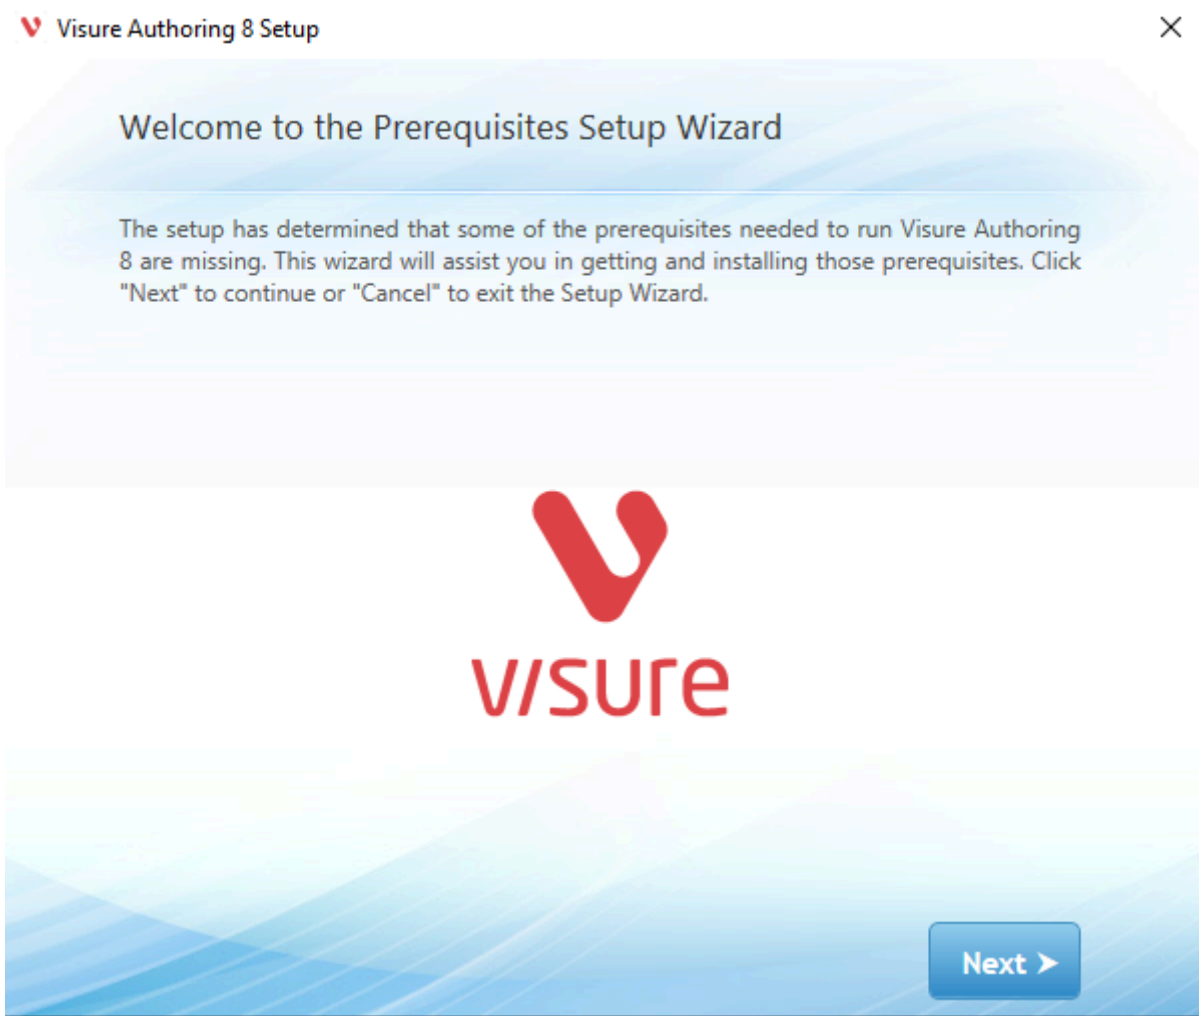 Visure Authoring 8 Setup
Welcome to the Prerequisites Setup Wizard
The setup has determined that some of the prerequisites needed to run Visure Authoring
8 are missing. This wizard will assist you in getting and installing those prerequisites. Click
"Next" to continue or "Cancel" to exit the Setup Wizard.
visure
Next